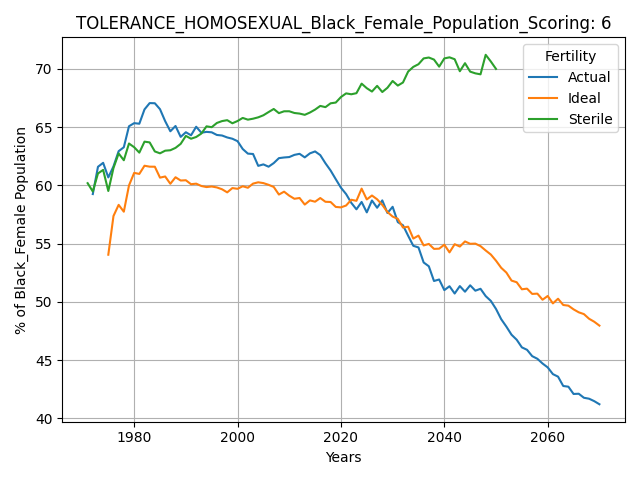 TOLERANCE_HOMOSEXUAL_Black_Female_Population_Scoring: 6
% of Black_Female Population
70
65
60
55
50
45
40
Fertility
Actual
Ideal
Sterile
1980
2000
2020
2040
2060
Years